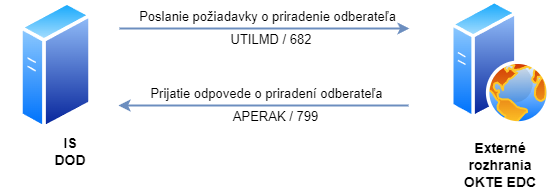 Poslanie požiadavky o priradenie odberateľa
UTILMD / 682
Prijatie odpovede o priradení odberateľa
APERAK / 799
IS
DOD
Externé
rozhrania
OKTE EDC